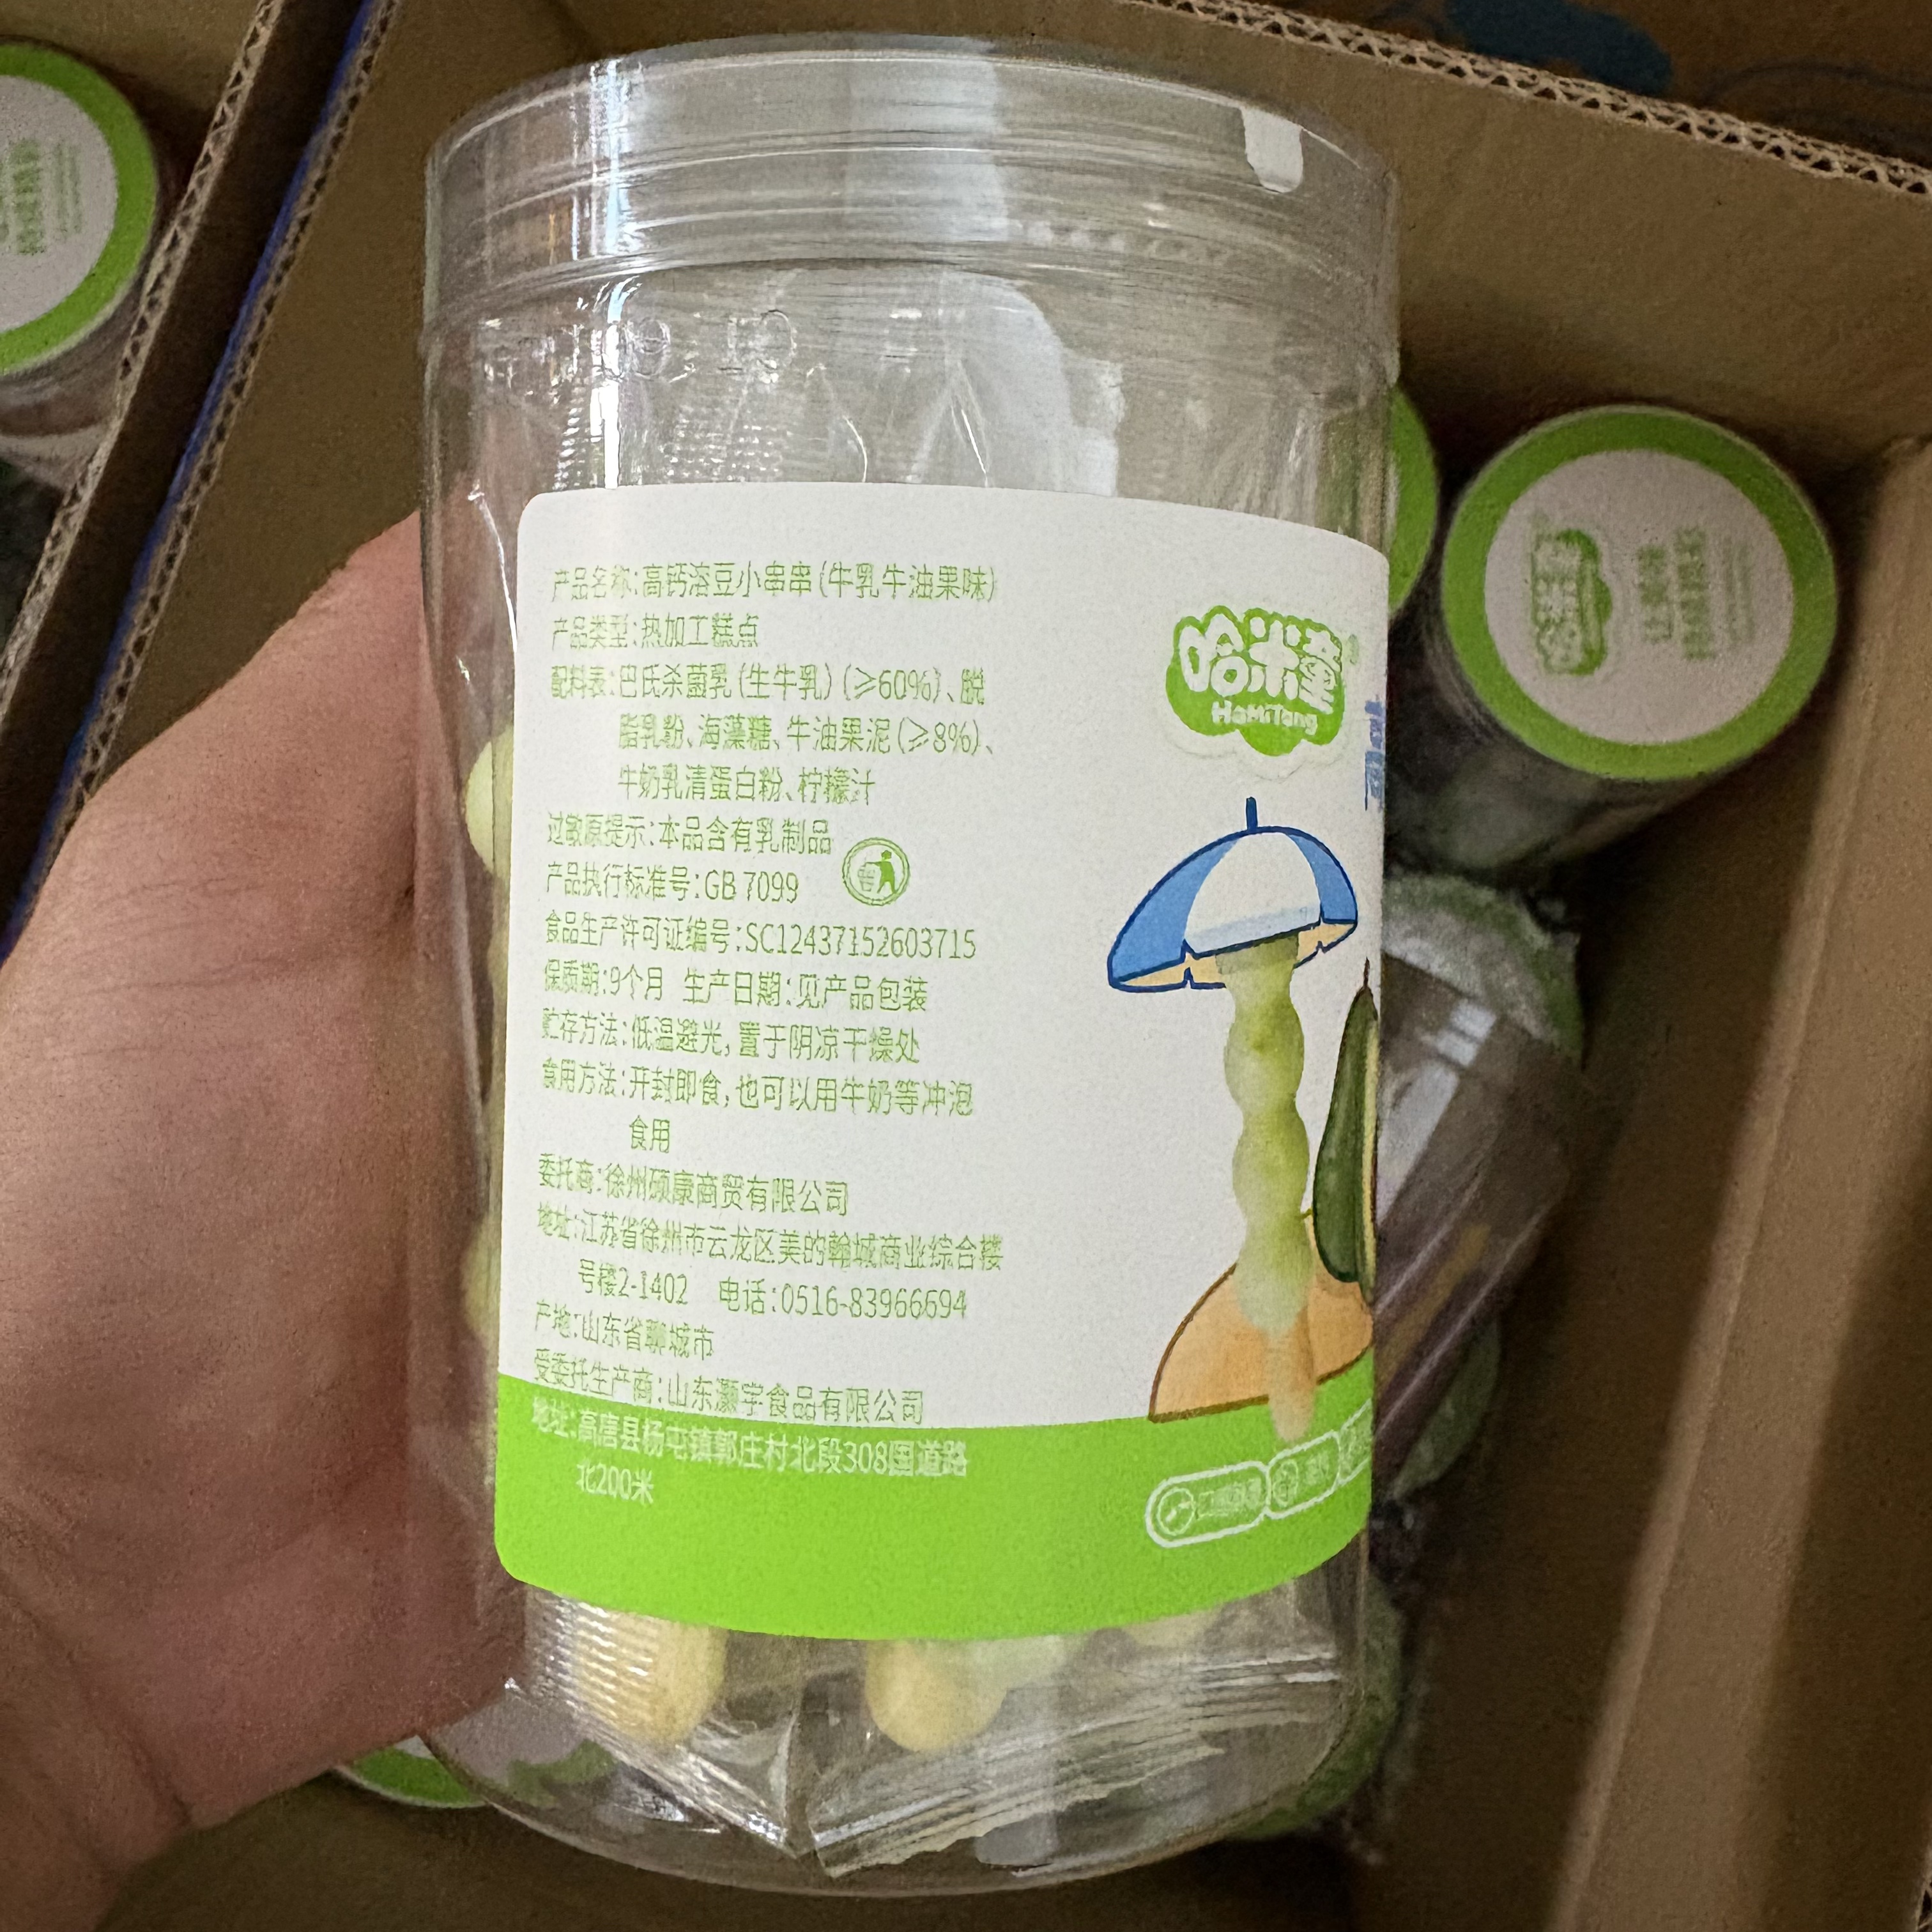 产品名称:高钙溶豆小串串(牛乳牛油果味)
产品类型:热加工糕点
配料表:巴氏杀菌乳(生牛乳)(≥60%)、脱
脂乳粉、海藻糖、牛油果泥(≥8%)、
牛奶乳清蛋白粉、柠檬汁
过敏原提示:本品含有乳制品
产品执行标准号:GB 7099
食品生产许可证编号:SC12437152603715
保质期:9个月 生产日期:见产品包装
贮存方法:低温避光,置于阴凉干燥处
食用方法:开封即食,也可以用牛奶等冲泡
食用
委托商:徐州硕康商贸有限公司
地址:江苏省徐州市云龙区美的翰城商业综合楼
号楼2-1402 电话:0516-83966694
产地:山东省聊城市
受委托生产商:山东灏宇食品有限公司
地址:高唐县杨屯镇郭庄村北段308国道路
北200米
哈米童
HaMiTong